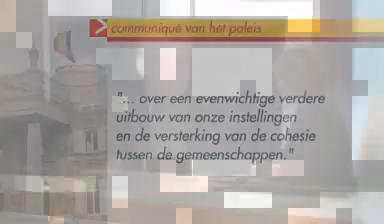 communiqué van het paleis
"... over een evenwichtige verdere
uitbouw van onze instellingen
en de versterking van de cohesie
tussen de gemeenschappen."